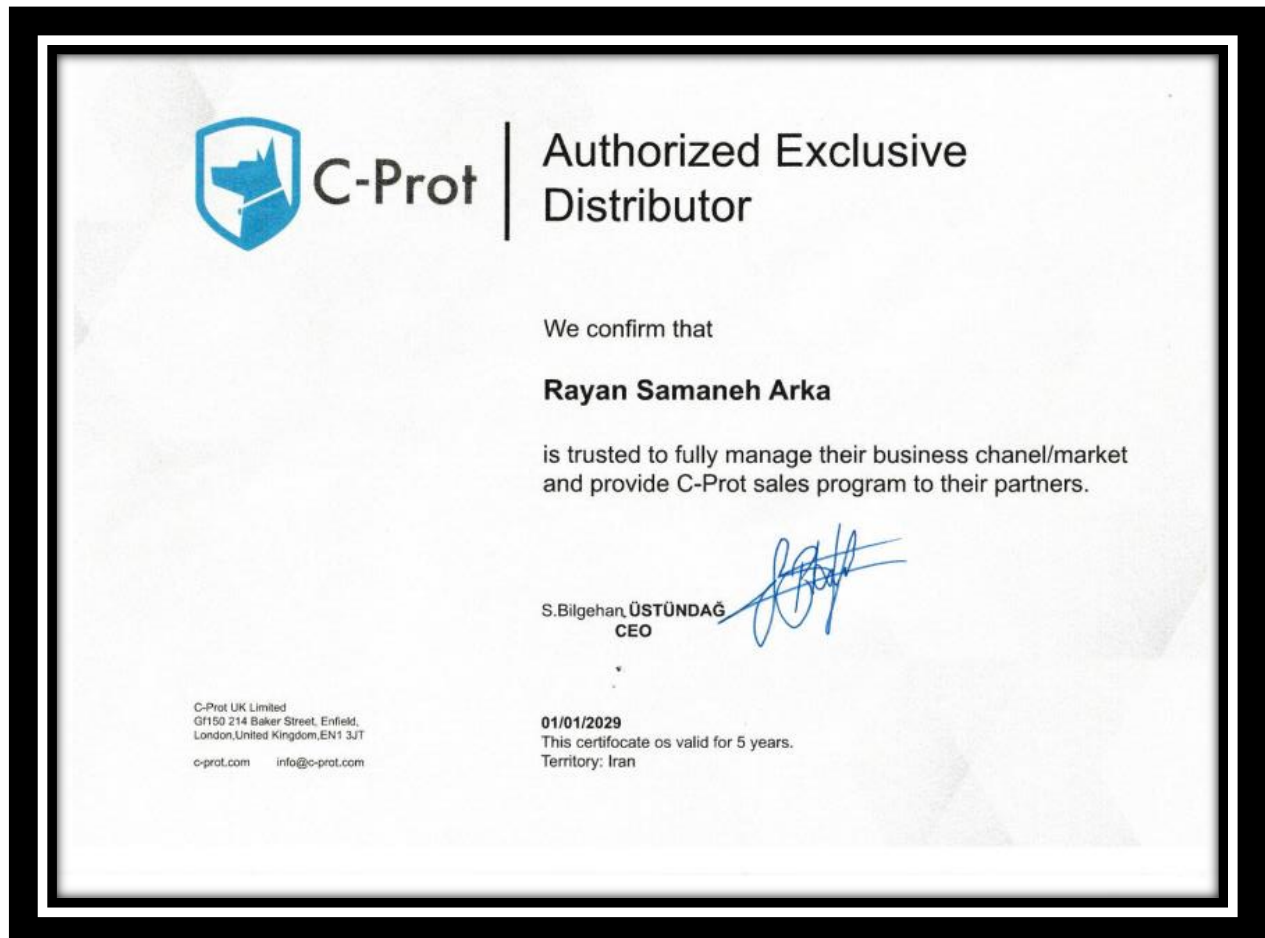 C-Prot
Authorized Exclusive
Distributor
We confirm that
Rayan Samaneh Arka
is trusted to fully manage their business chanel/market
and provide C-Prot sales program to their partners.
S.Bilgehan ÜSTÜNDAĞ
CEO
C-Prot UK Limited
Gf150 214 Baker Street, Enfield,
London,United Kingdom,EN1 3JT
c-prot.com info@c-prot.com
01/01/2029
This certifocate os valid for 5 years.
Territory: Iran